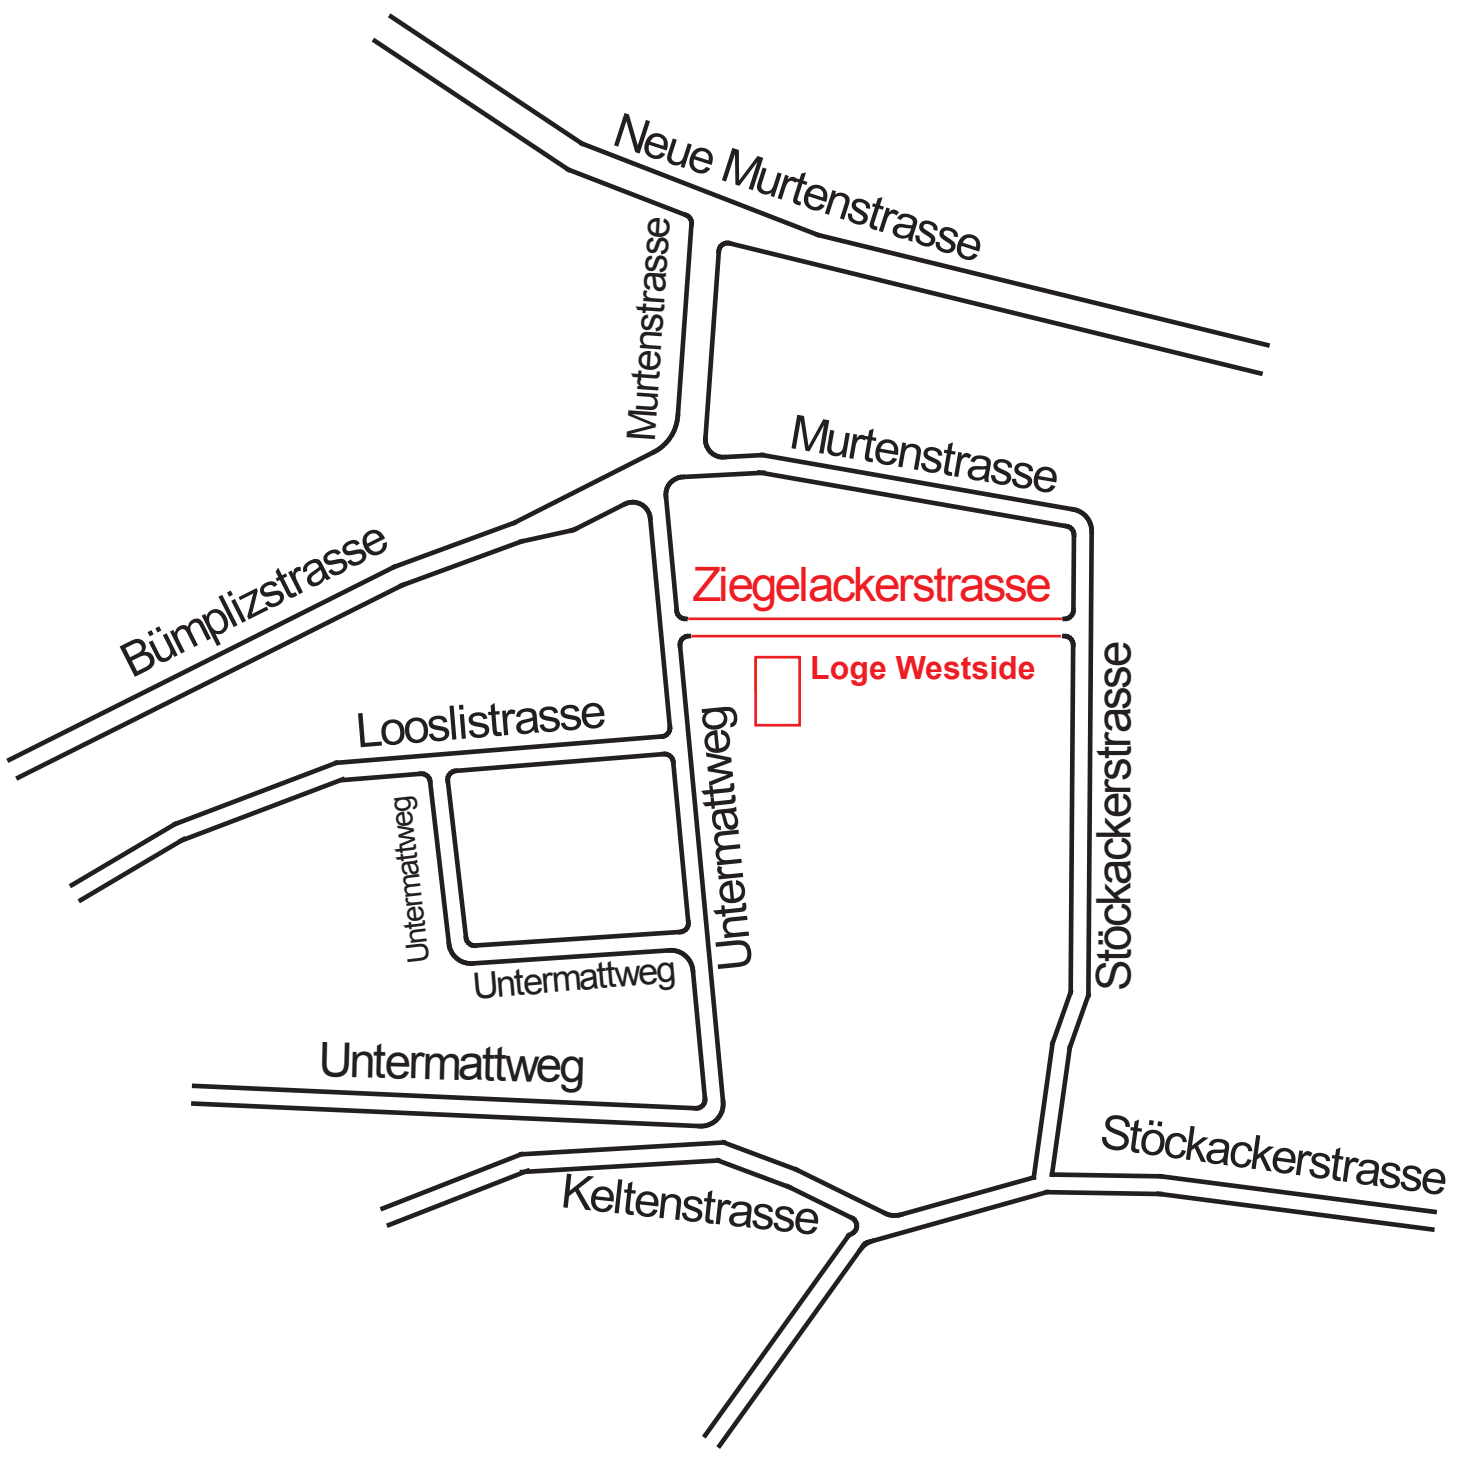 Neue Murtenstrasse
Murtenstrasse
Murtenstrasse
Bümplizstrasse
Ziegelackerstrasse
Loge Westside
Looslistrasse
Untermattweg
Untermattweg
Stöckackerstrasse
Untermattweg
Untermattweg
Stöckackerstrasse
Keltenstrasse